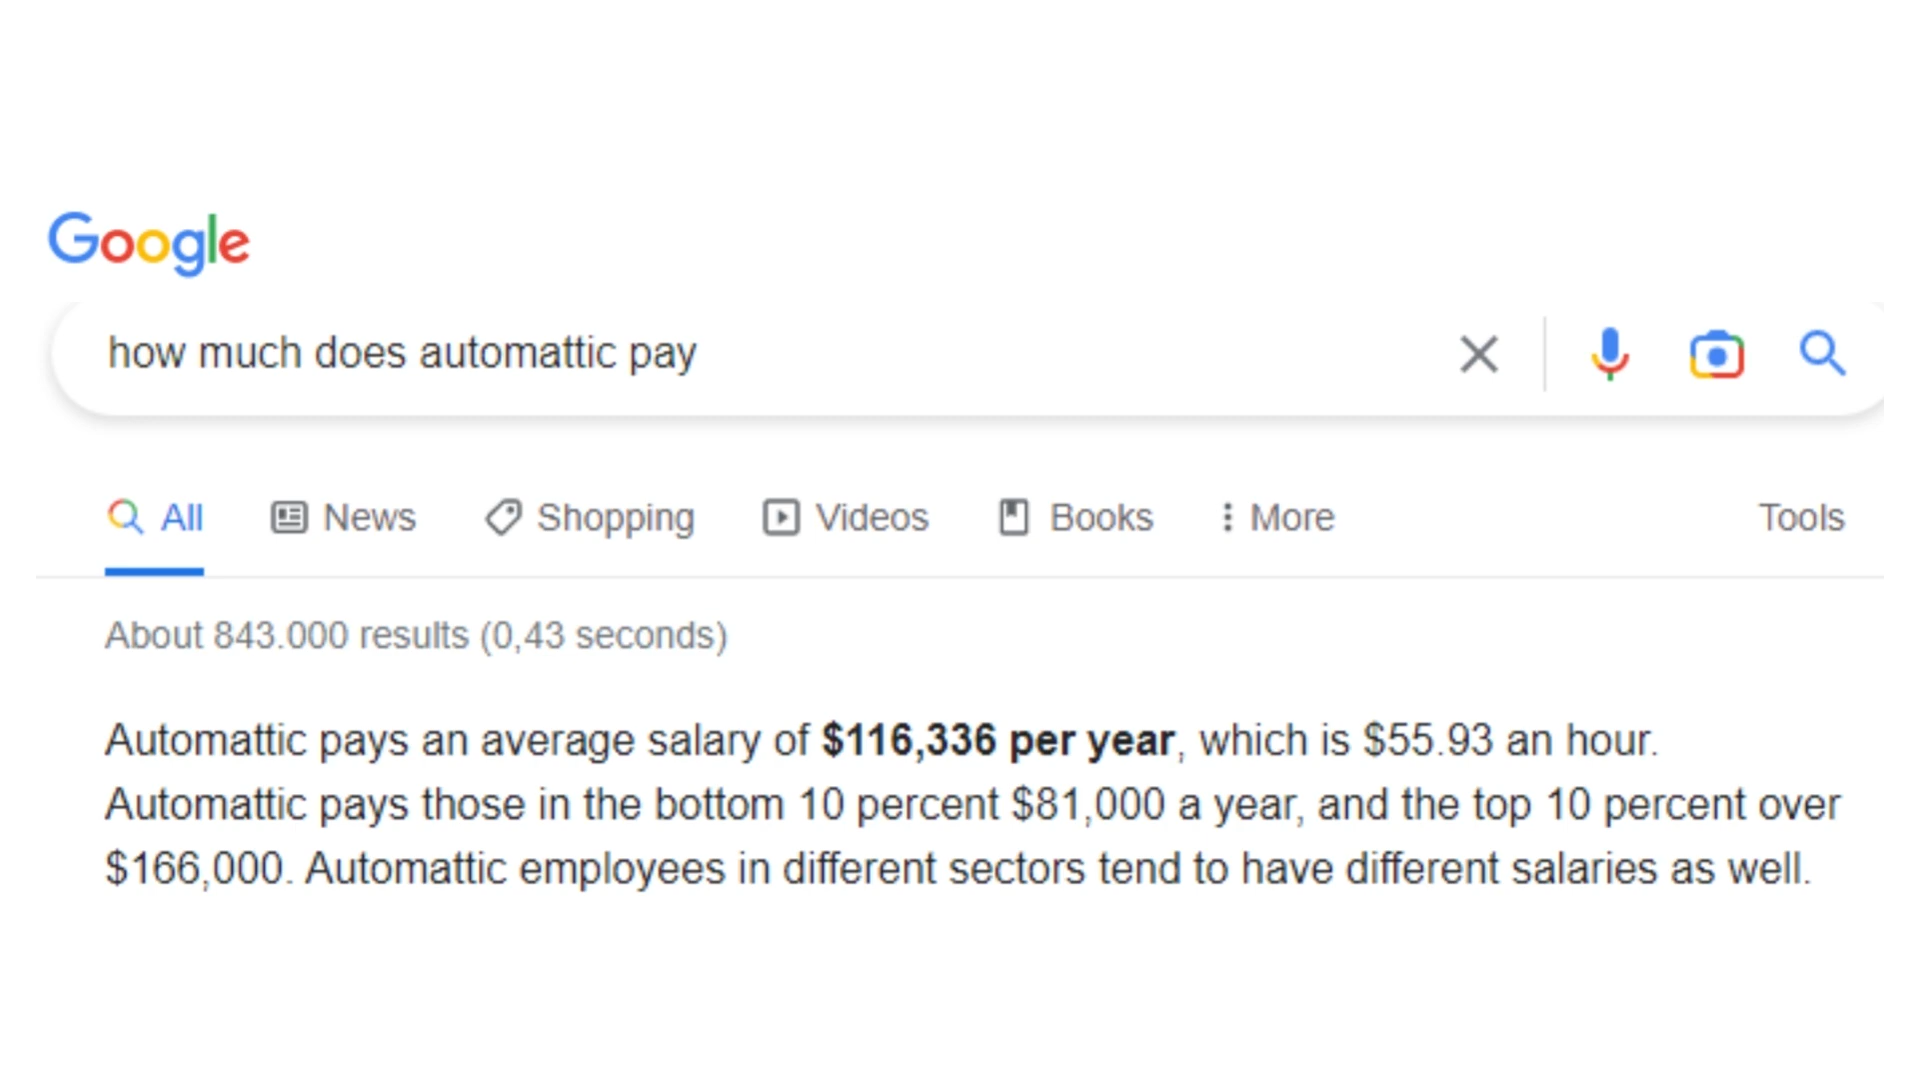 Google
how much does automattic pay
All News Shopping Videos Books More Tools
About 843.000 results (0,43 seconds)
Automattic pays an average salary of $116,336 per year, which is $55.93 an hour.
Automattic pays those in the bottom 10 percent $81,000 a year, and the top 10 percent over
$166,000. Automattic employees in different sectors tend to have different salaries as well.